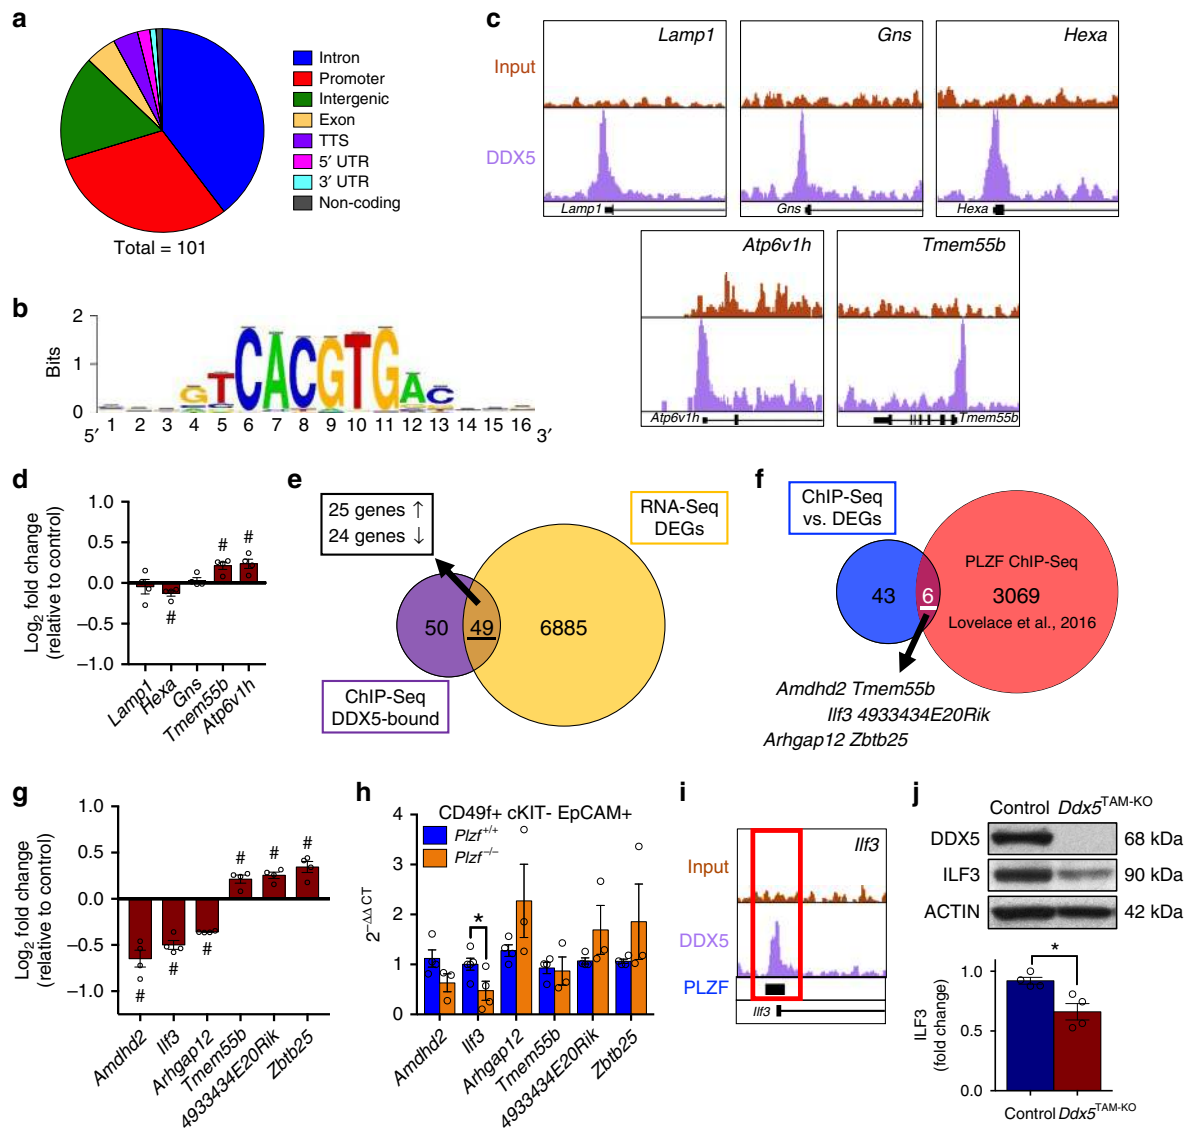 a
Intron
Promoter
Intergenic
Exon
TTS
5′ UTR
3′ UTR
Non-coding
Total = 101
b
Bits
2
1
0
GTCACGTGAC
5′ 1 2 3 4 5 6 7 8 9 10 11 12 13 14 15 16 3′
c
Input
DDX5
Lamp1
Lamp1
Gns
Gns
Hexa
Hexa
Atp6v1h
Atp6v1h
Tmem55b
Tmem55b
d
Log2 fold change
(relative to control)
1.0
0.5
0.0
−0.5
−1.0
# # #
Lamp1
Hexa
Gns
Tmem55b
Atp6v1h
e
25 genes ↑
24 genes ↓
RNA-Seq
DEGs
50 49 6885
ChIP-Seq
DDX5-bound
f
ChIP-Seq
vs. DEGs
PLZF ChIP-Seq
43 6 3069
Lovelace et al., 2016
Amdhd2 Tmem55b
Ilf3 4933434E20Rik
Arhgap12 Zbtb25
g
Log2 fold change
(relative to control)
1.0
0.5
0.0
−0.5
−1.0
# # # # # #
Amdhd2
Ilf3
Arhgap12
Tmem55b
4933434E20Rik
Zbtb25
h
CD49f+ cKIT- EpCAM+
Plzf+/+
Plzf−/−
2−ΔΔ CT
4
3
2
1
0
*
Amdhd2
Ilf3
Arhgap12
Tmem55b
4933434E20Rik
Zbtb25
i
Ilf3
Input
DDX5
PLZF
Ilf3
j
Control Ddx5TAM-KO
DDX5 68 kDa
ILF3 90 kDa
ACTIN 42 kDa
*
ILF3
(fold change)
1.0
0.5
0.0
Control Ddx5TAM-KO